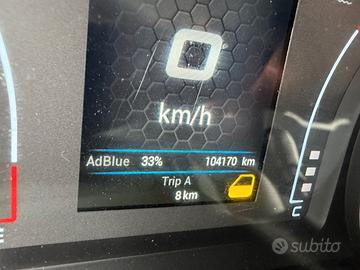 0
km/h
AdBlue 33% 104170 km
Trip A
8 km
C
subito